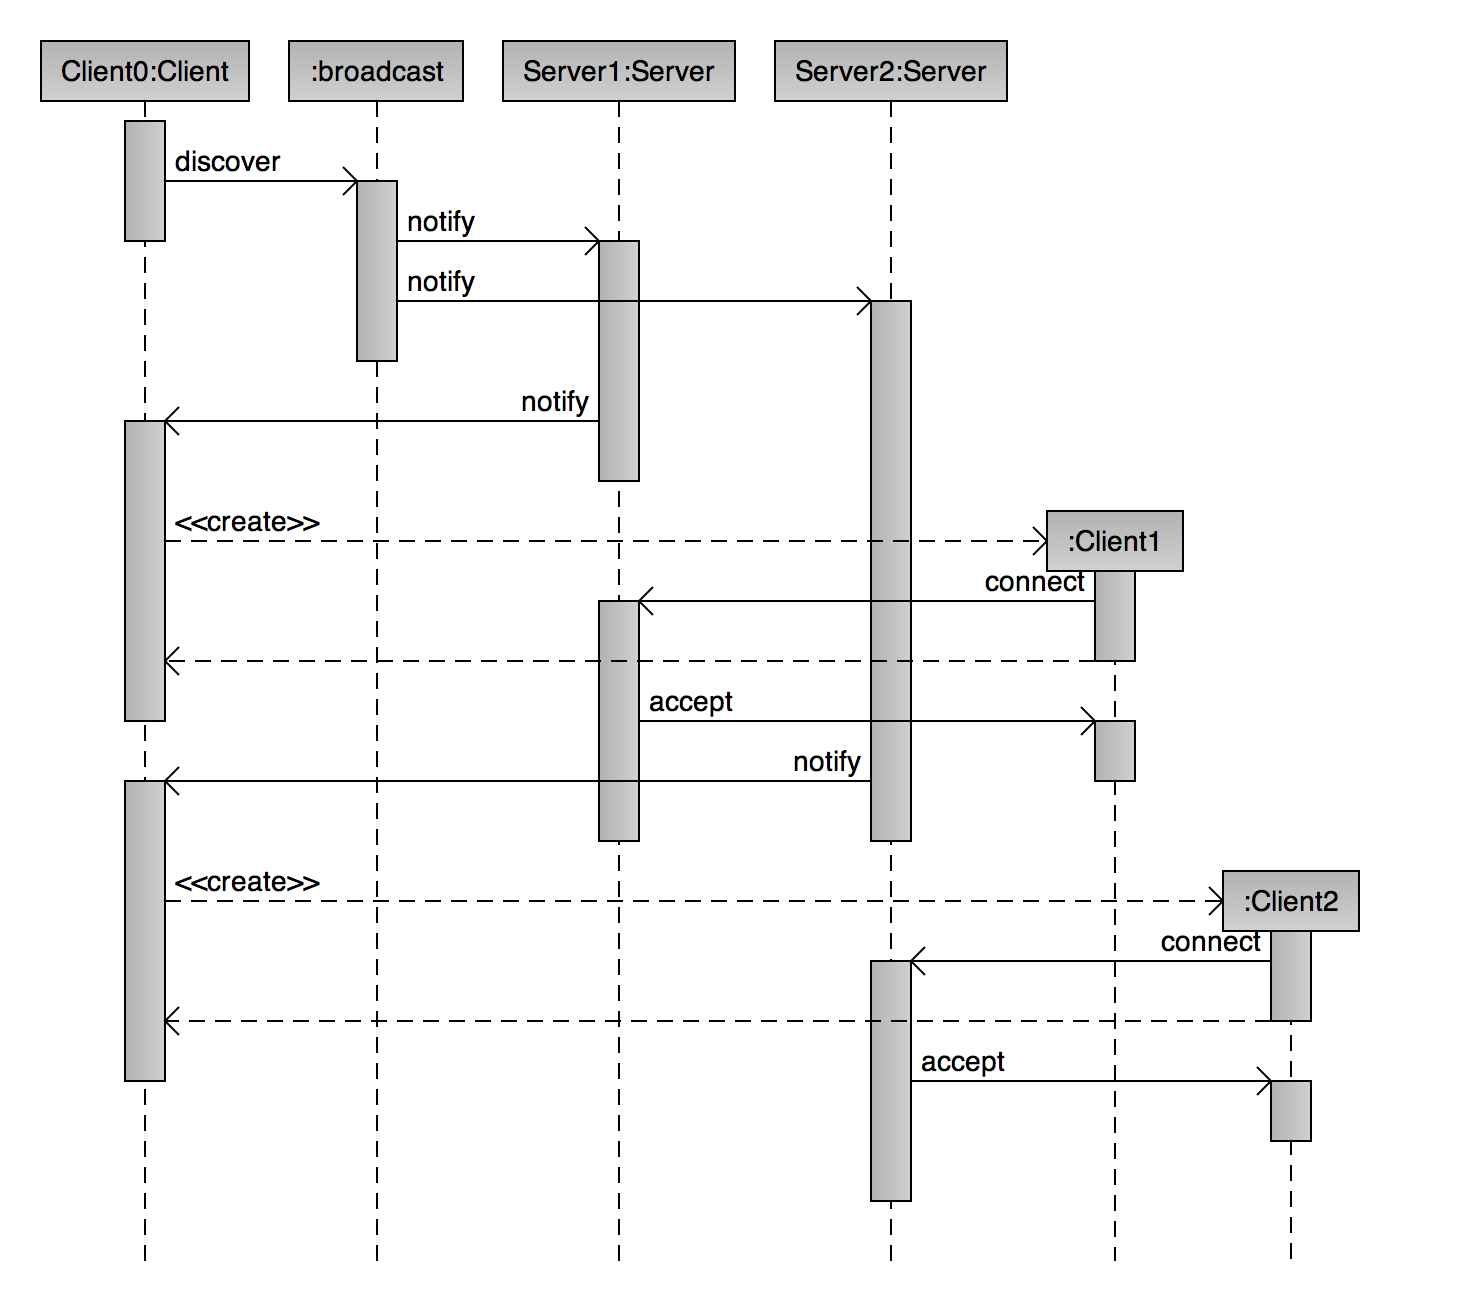 Client0:Client
:broadcast
Server1:Server
Server2:Server
discover
notify
notify
notify
<<create>>
:Client1
connect
accept
notify
<<create>>
:Client2
connect
accept